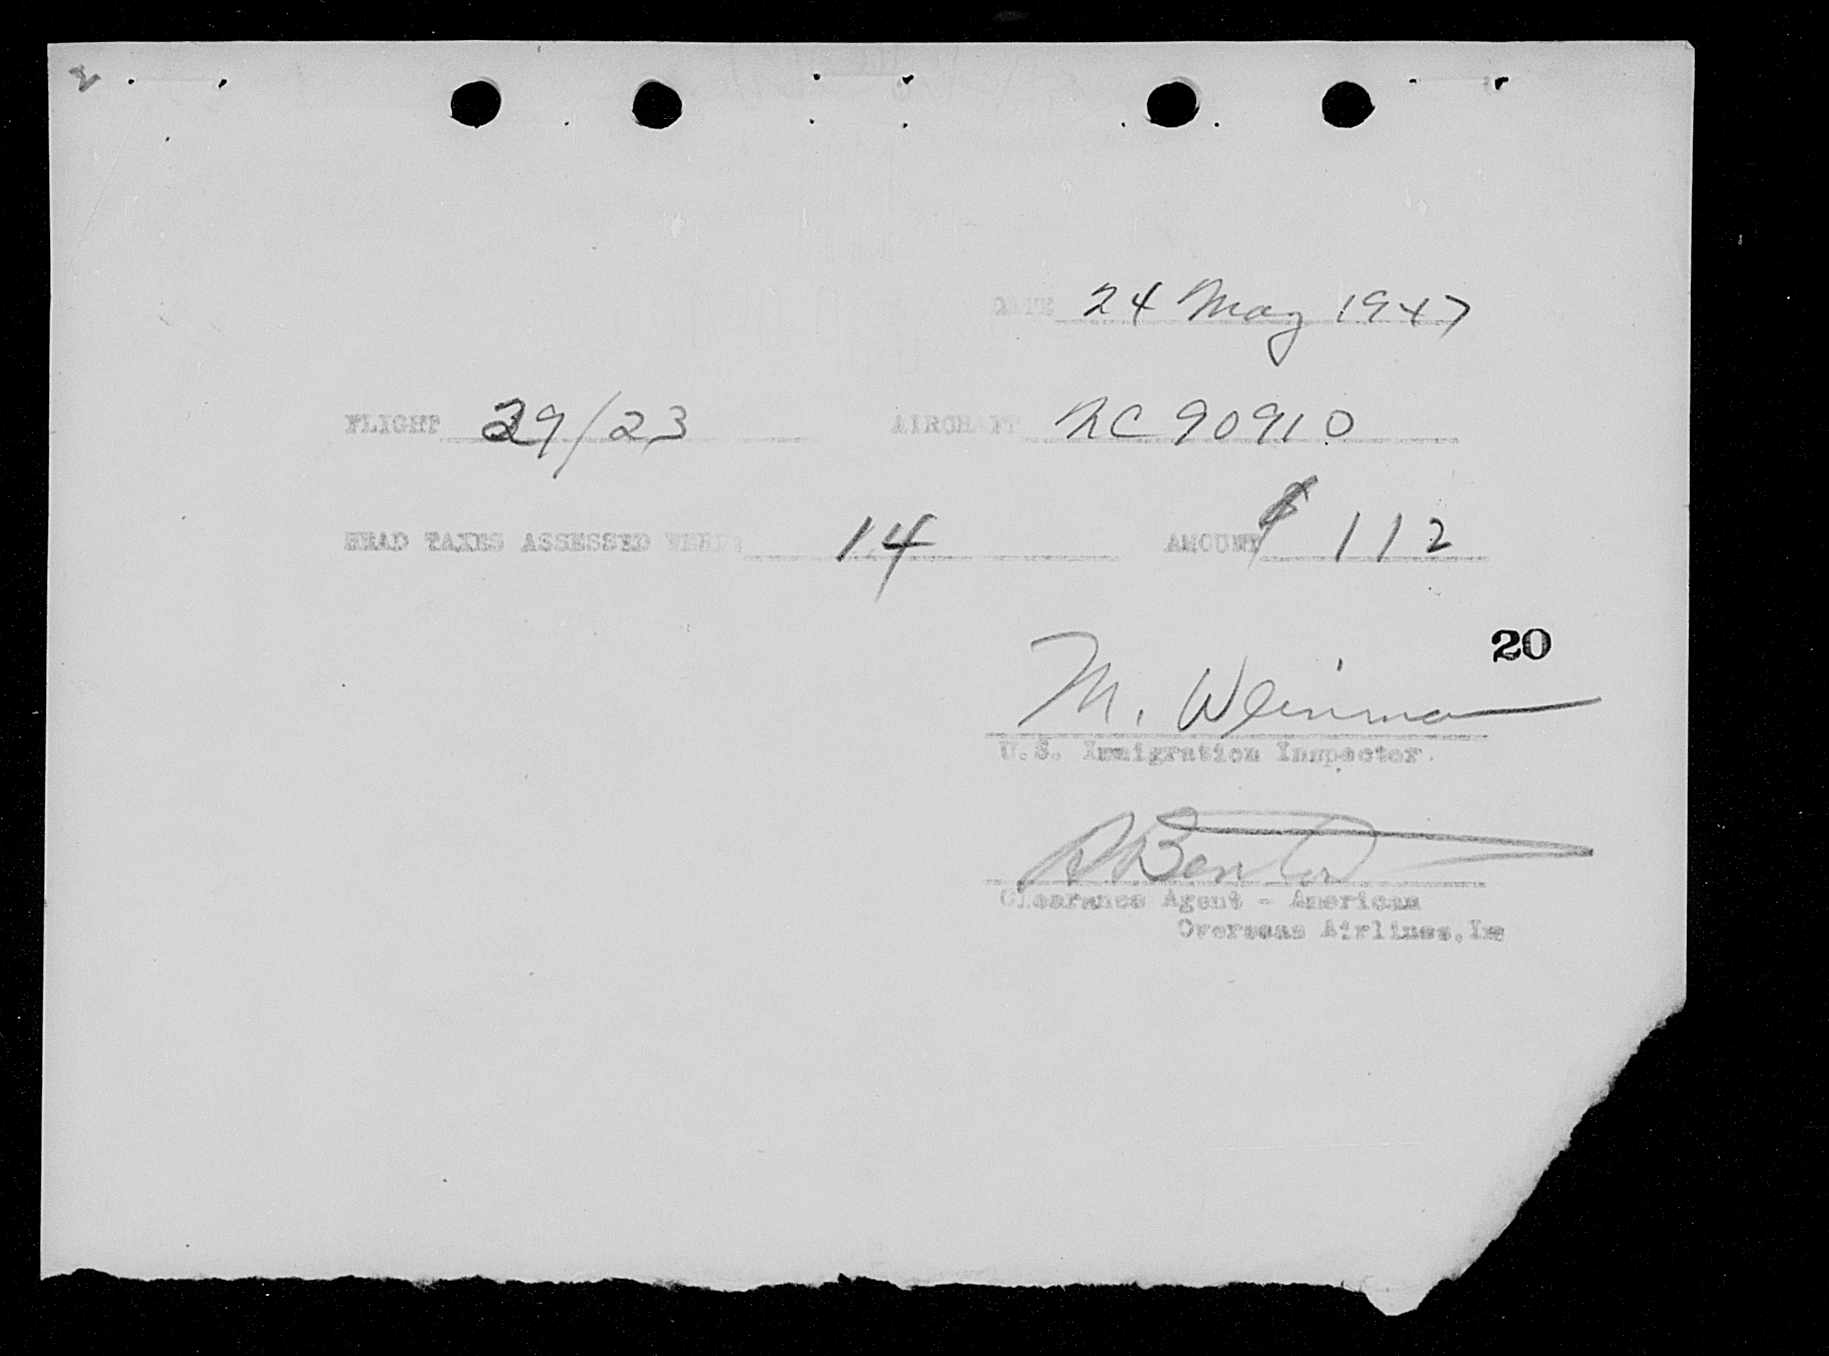 DATE 24 May 1947
FLIGHT 29/23 AIRCRAFT NC 90910
HEAD TAXES ASSESSED WERE: 14 AMOUNT $ 112
20
M. Weinman
U.S. Immigration Inspector.
Clearance Agent - American
Overseas Airlines, Inc